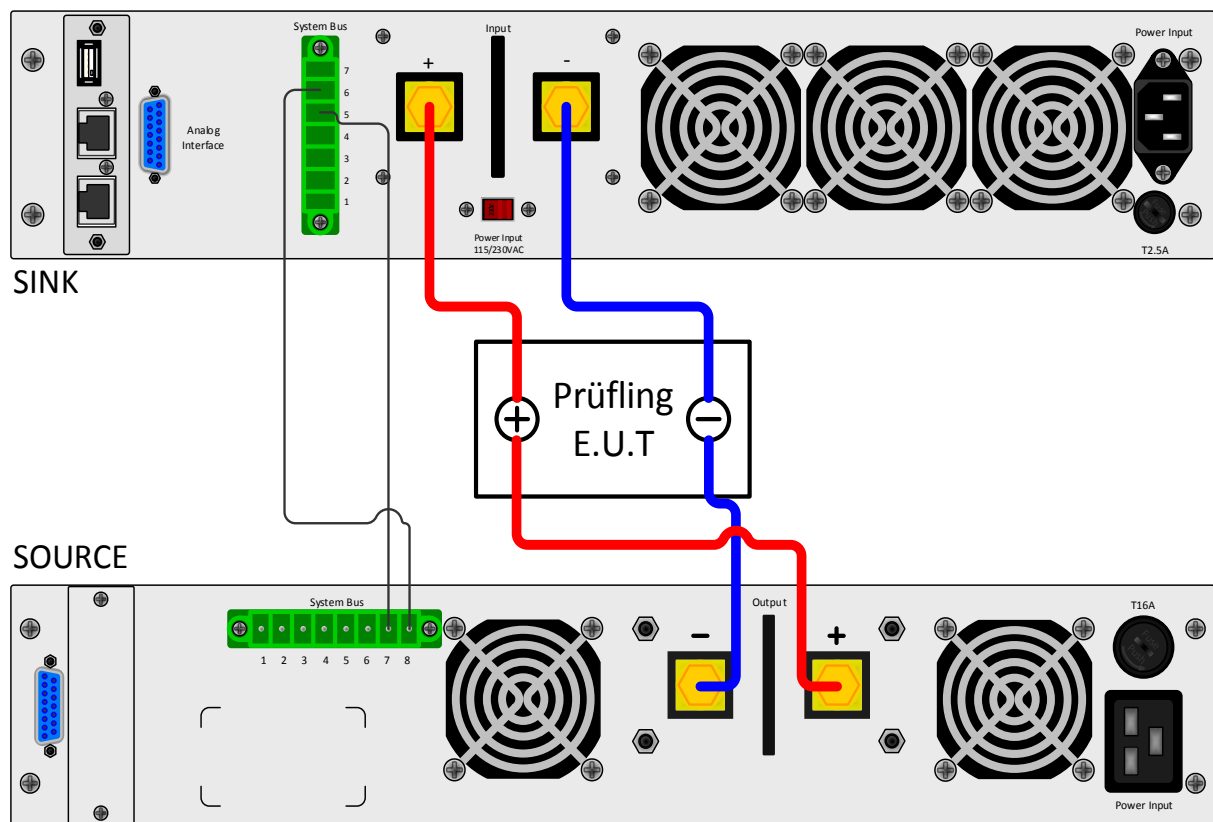 System Bus
Input
Power Input
+
-
7
6
5
4
3
2
1
Analog
Interface
Power Input
115/230VAC
T2.5A
SINK
Prüfling
E.U.T
+
−
SOURCE
System Bus
1 2 3 4 5 6 7 8
Output
−
+
T16A
Power Input